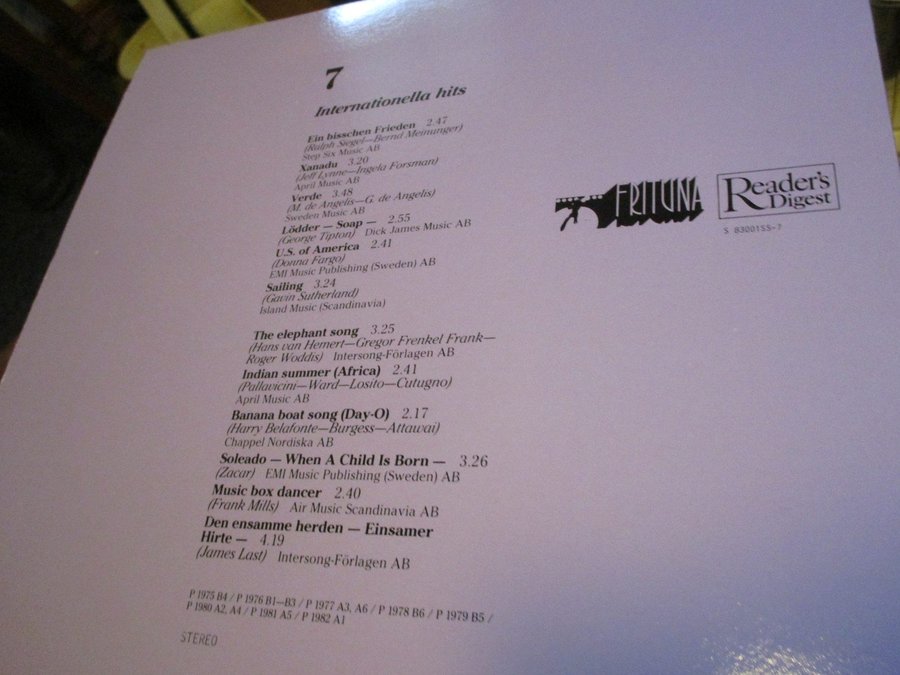 7
Internationella hits
Ein bisschen Frieden 2.47
(Ralph Siegel—Bernd Meinunger)
Step Six Music AB
Xanadu 3.20
(Jeff Lynne—Ingela Forsman)
April Music AB
Verde 3.48
(M. de Angelis—G. de Angelis)
Sweden Music AB
Lödder — Soap — 2.55
(George Tipton) Dick James Music AB
U.S. of America 2.41
(Donna Fargo)
EMI Music Publishing (Sweden) AB
Sailing 3.24
(Gavin Sutherland)
Island Music (Scandinavia)
The elephant song 3.25
(Hans van Hemert—Gregor Frenkel Frank—
Roger Woddis) Intersong-Förlagen AB
Indian summer (Africa) 2.41
(Pallavicini—Ward—Losito—Cutugno)
April Music AB
Banana boat song (Day-O) 2.17
(Harry Belafonte—Burgess—Attawai)
Chappel Nordiska AB
Soleado — When A Child Is Born — 3.26
(Zacar) EMI Music Publishing (Sweden) AB
Music box dancer 2.40
(Frank Mills) Air Music Scandinavia AB
Den ensamme herden — Einsamer
Hirte — 4.19
(James Last) Intersong-Förlagen AB
P 1975 B4 / P 1976 B1—B3 / P 1977 A3, A6 / P 1978 B6 / P 1979 B5 /
P 1980 A2, A4 / P 1981 A5 / P 1982 A1
STEREO
FRITUNA
Reader's
Digest
S 8300155-7